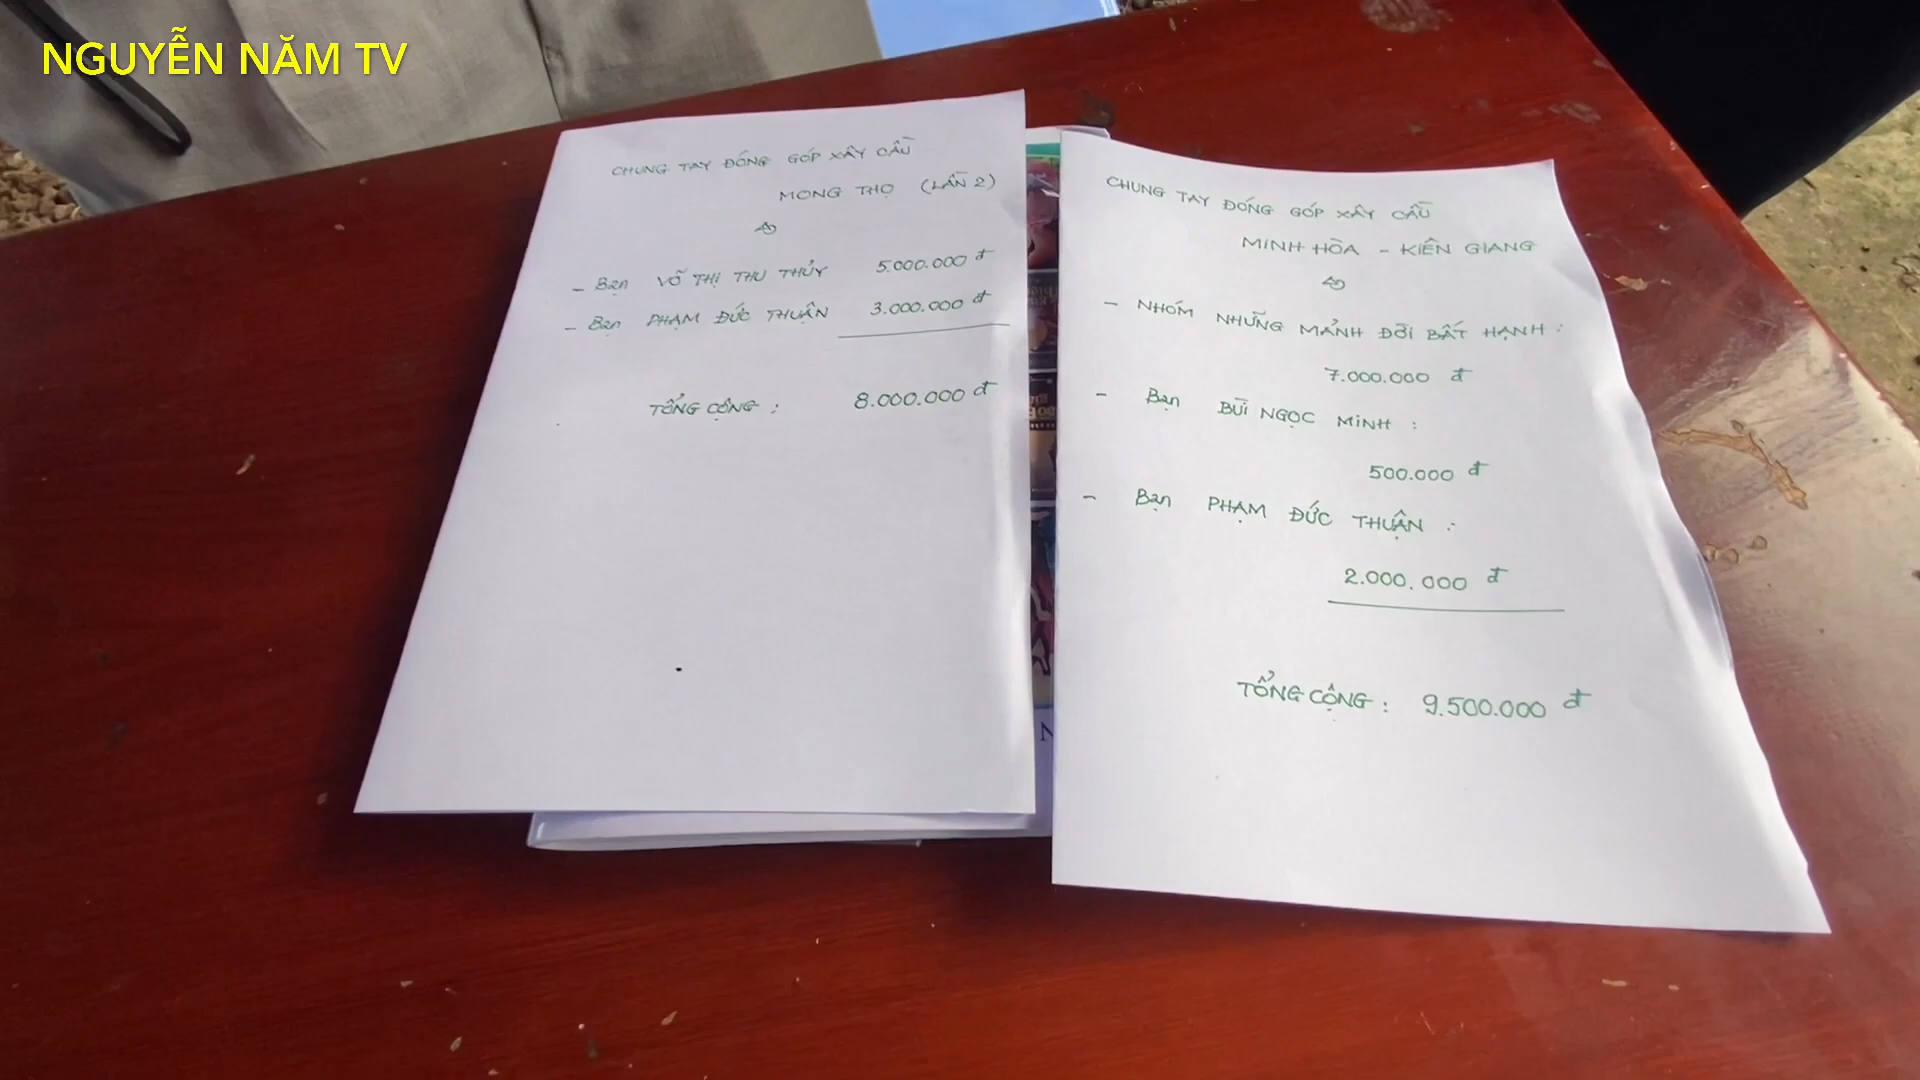 NGUYỄN NĂM TV
CHUNG TAY ĐÓNG GÓP XÂY CẦU
MONG THỌ (LẦN 2)
- Bạn VÕ THỊ THU THỦY 5.000.000 đ
- Bạn PHẠM ĐỨC THUẬN 3.000.000 đ
TỔNG CỘNG : 8.000.000 đ
CHUNG TAY ĐÓNG GÓP XÂY CẦU
MINH HÒA - KIÊN GIANG
- NHÓM NHỮNG MẢNH ĐỜI BẤT HẠNH :
7.000.000 đ
- Bạn BÙI NGỌC MINH :
500.000 đ
- Bạn PHẠM ĐỨC THUẬN :
2.000.000 đ
TỔNG CỘNG : 9.500.000 đ